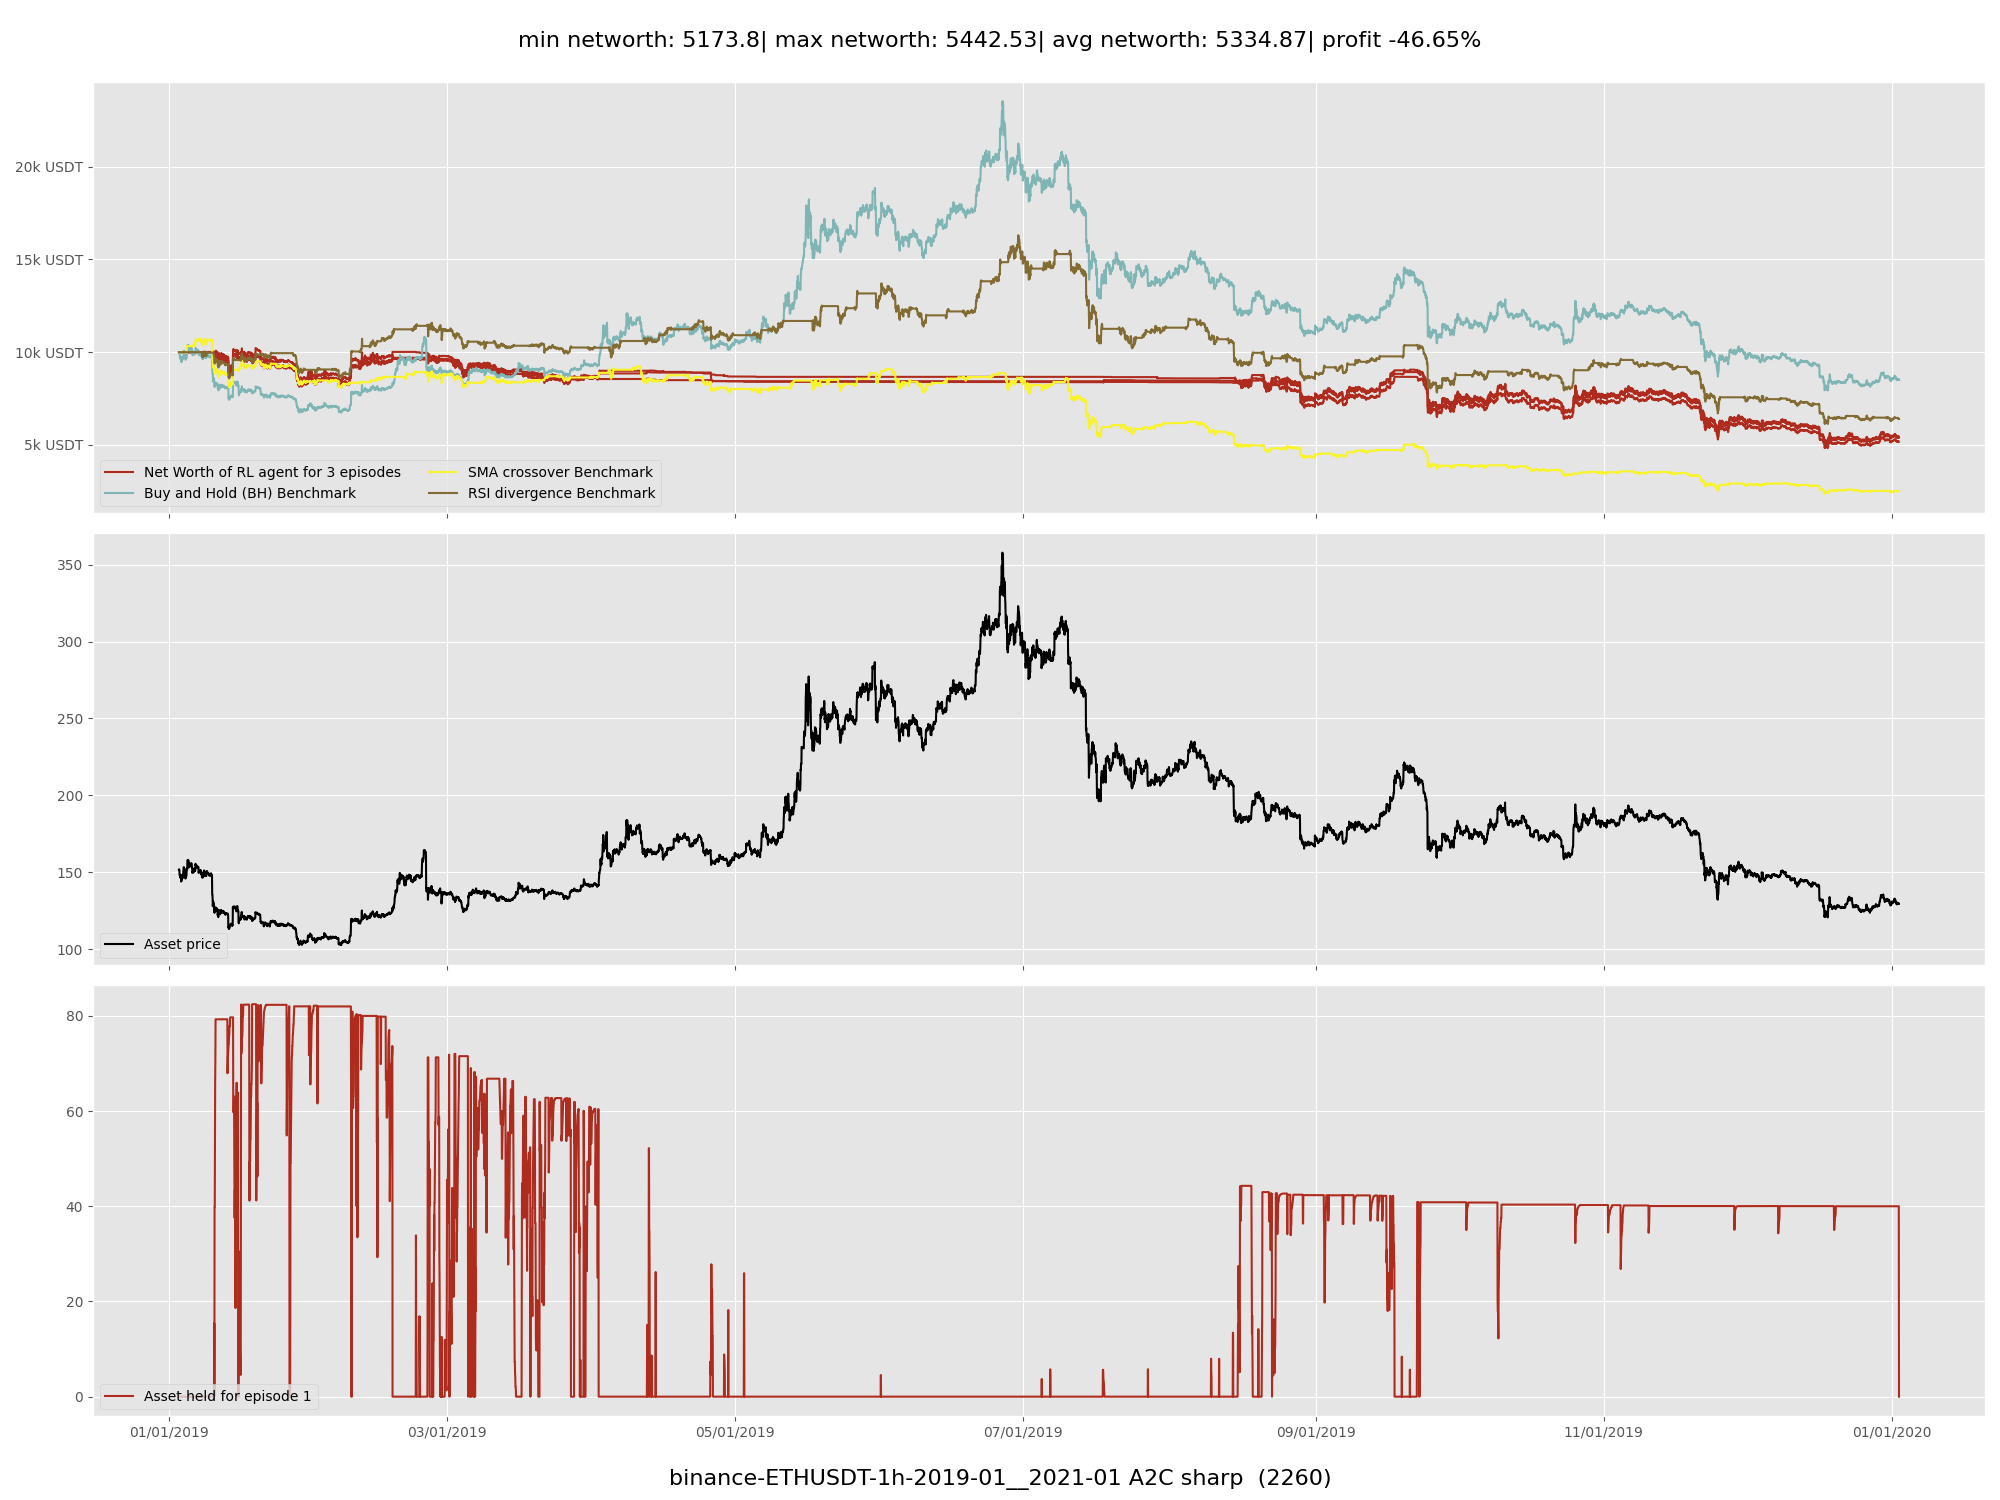 min networth: 5173.8| max networth: 5442.53| avg networth: 5334.87| profit -46.65%
20k USDT
15k USDT
10k USDT
5k USDT
Net Worth of RL agent for 3 episodes
Buy and Hold (BH) Benchmark
SMA crossover Benchmark
RSI divergence Benchmark
350
300
250
200
150
100
Asset price
80
60
40
20
0
Asset held for episode 1
01/01/2019
03/01/2019
05/01/2019
07/01/2019
09/01/2019
11/01/2019
01/01/2020
binance-ETHUSDT-1h-2019-01__2021-01 A2C sharp  (2260)